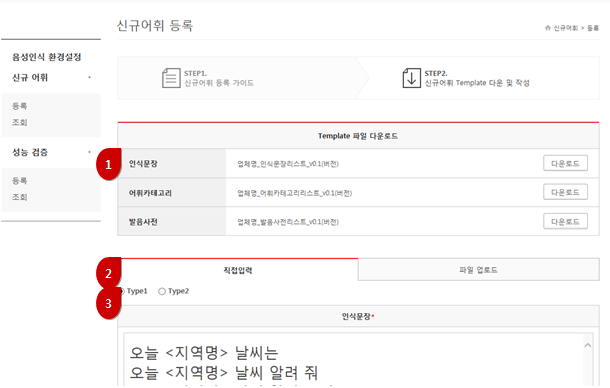 신규어휘 등록
신규어휘 > 등록
음성인식 환경설정
신규 어휘
등록
조회
성능 검증
등록
조회
STEP1.
신규어휘 등록 가이드
STEP2.
신규어휘 Template 다운 및 작성
Template 파일 다운로드
1
인식문장 업체명_인식문장리스트_v0.1(버전) 다운로드
어휘카테고리 업체명_어휘카테고리리스트_v0.1(버전) 다운로드
발음사전 업체명_발음사전리스트_v0.1(버전) 다운로드
2
직접입력 파일 업로드
3
Type1 Type2
인식문장*
오늘 <지역명> 날씨는
오늘 <지역명> 날씨 알려 줘